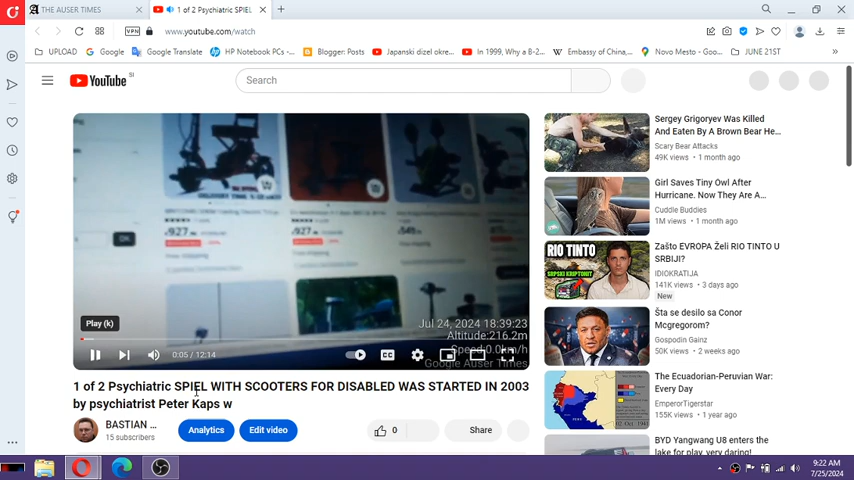 THE AUSER TIMES
1 of 2 Psychiatric SPIEL
VPN
www.youtube.com/watch
UPLOAD
Google
Google Translate
HP Notebook PC's ...
Blogger: Posts
Japanski dizel okre...
In 1999, Why a B-2...
Embassy of China,...
Novo Mesto - Goo...
JUNE 21ST
YouTube
SI
Search
927
927
Play (k)
Jul 24, 2024 18:39:23
Altitude:216.2m
Speed:0.0km/h
Google Auser Times
0:05 / 12:14
CC
1 of 2 Psychiatric SPIEL WITH SCOOTERS FOR DISABLED WAS STARTED IN 2003
by psychiatrist Peter Kaps w
BASTIAN ...
15 subscribers
Analytics
Edit video
0
Share
Sergey Grigoryev Was Killed
And Eaten By A Brown Bear He...
Scary Bear Attacks
49K views • 1 month ago
Girl Saves Tiny Owl After
Hurricane. Now They Are A...
Cuddle Buddies
1M views • 1 month ago
RIO TINTO
SRPSKI KRIPTONIT
Zašto EVROPA Želi RIO TINTO U
SRBIJI?
IDIOKRATIJA
141K views • 3 days ago
New
Šta se desilo sa Conor
Mcgregorom?
Gospodin Gainz
50K views • 2 weeks ago
The Ecuadorian-Peruvian War:
Every Day
EmperorTigerstar
155K views • 1 year ago
BYD Yangwang U8 enters the
lake for play, very daring!
9:22 AM
7/25/2024